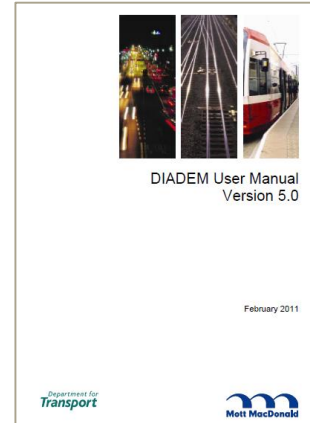 DIADEM User Manual
Version 5.0
February 2011
Department for
Transport
Mott MacDonald